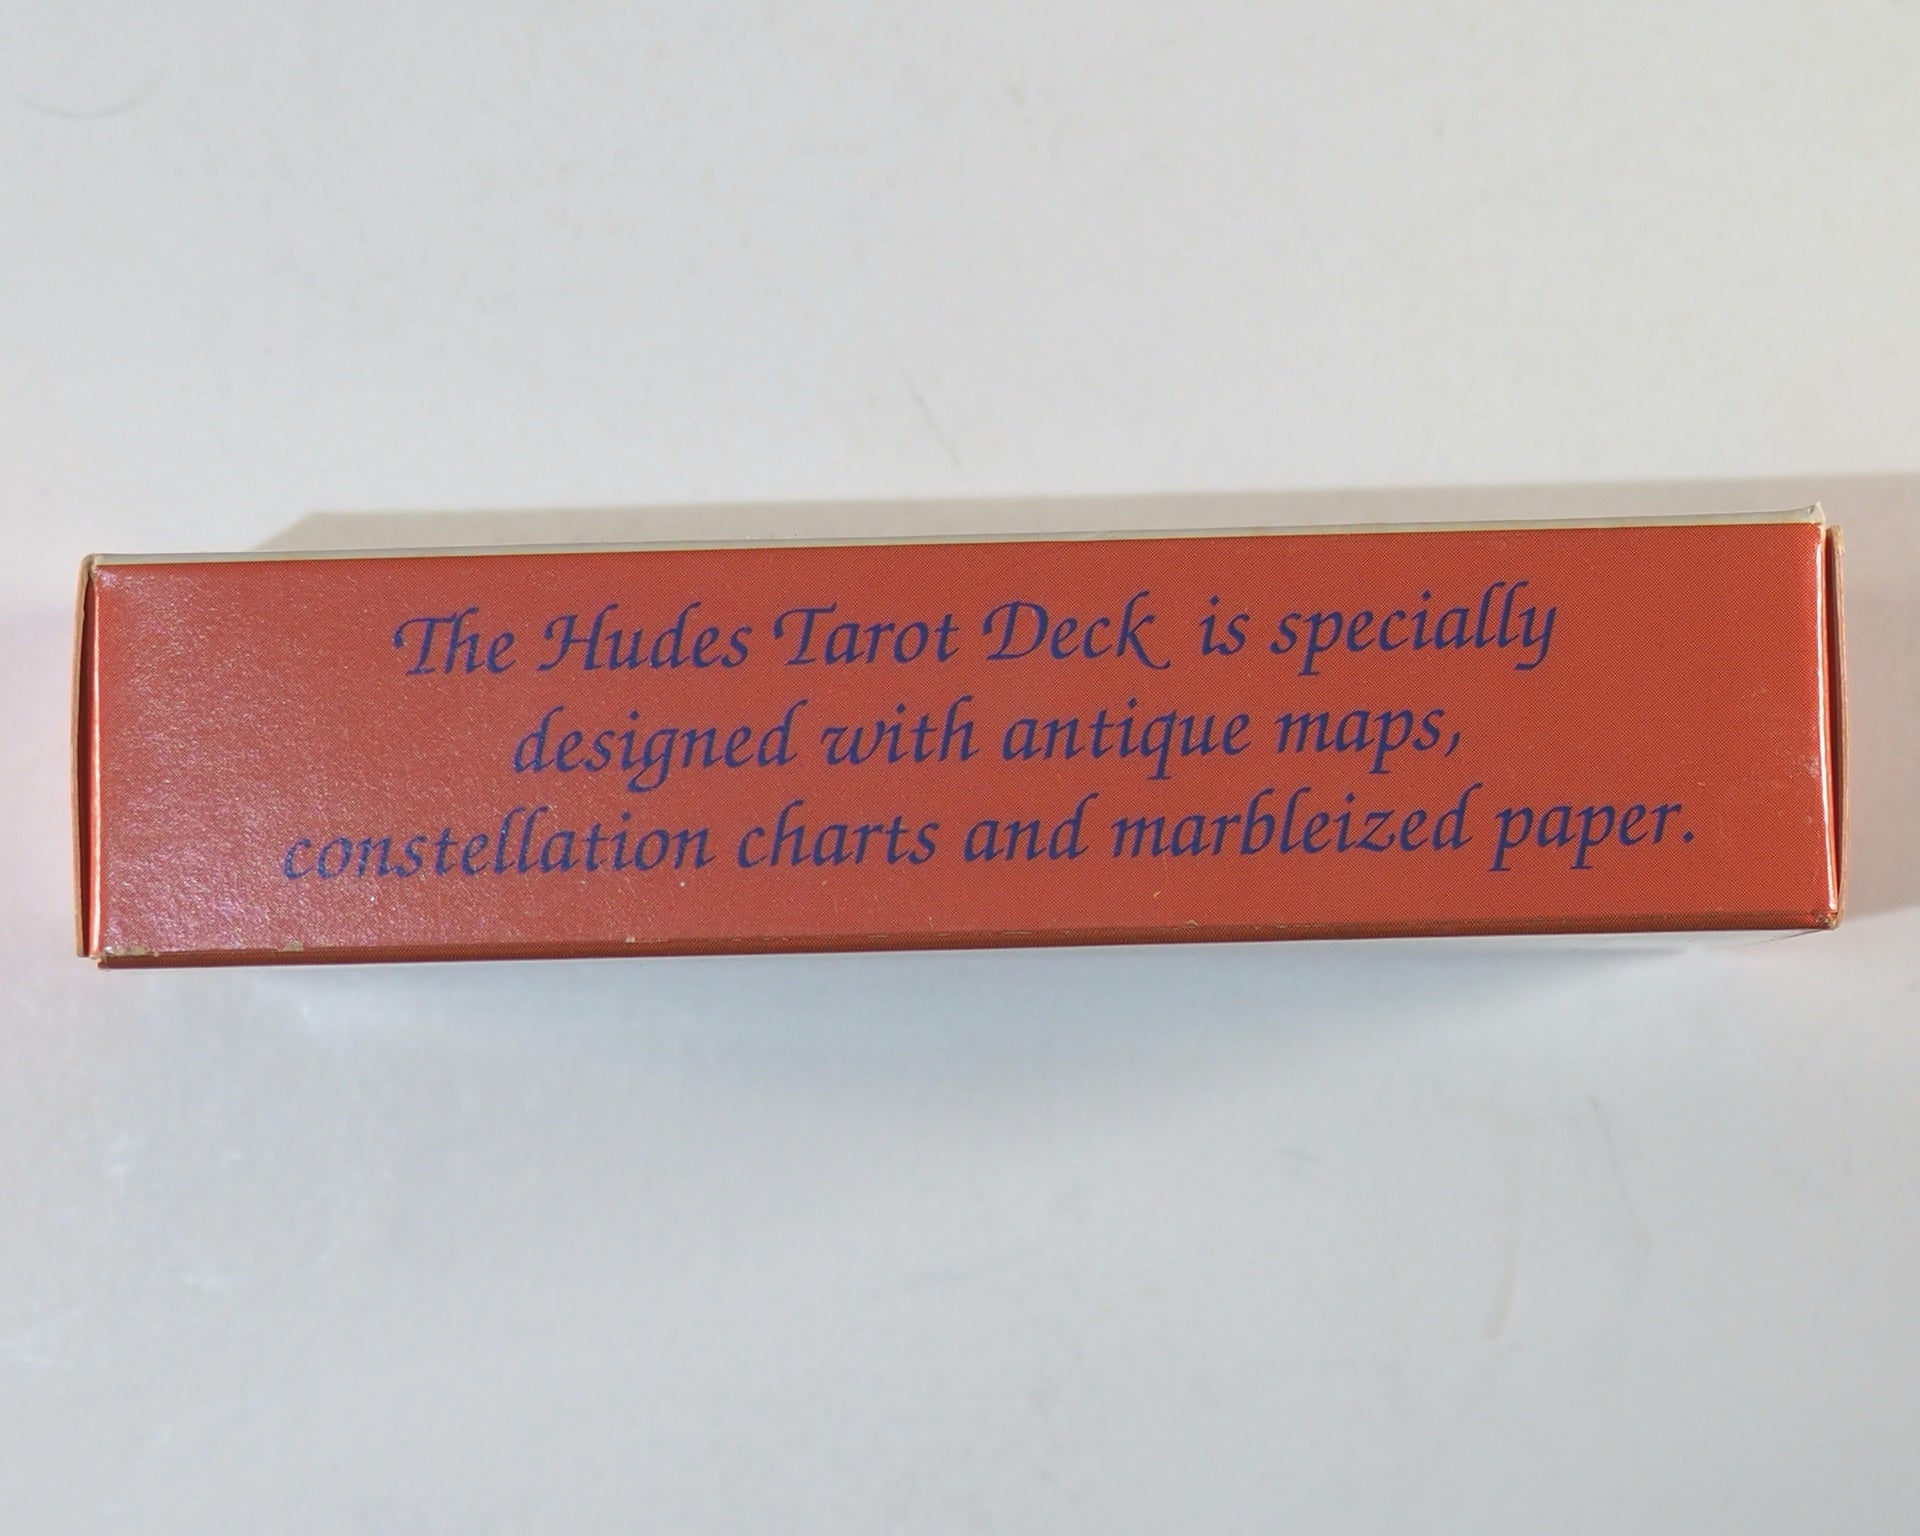 The Hudes Tarot Deck is specially
designed with antique maps,
constellation charts and marbleized paper.